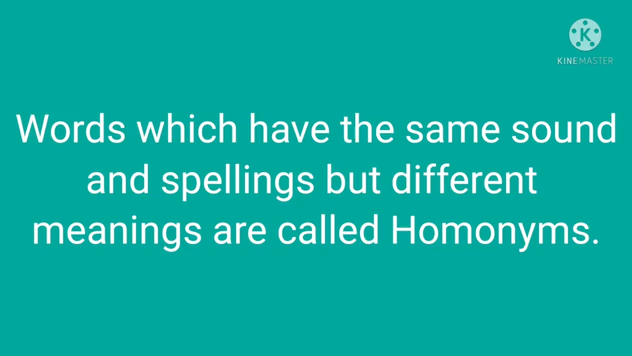 KINEMASTER
Words which have the same sound
and spellings but different
meanings are called Homonyms.